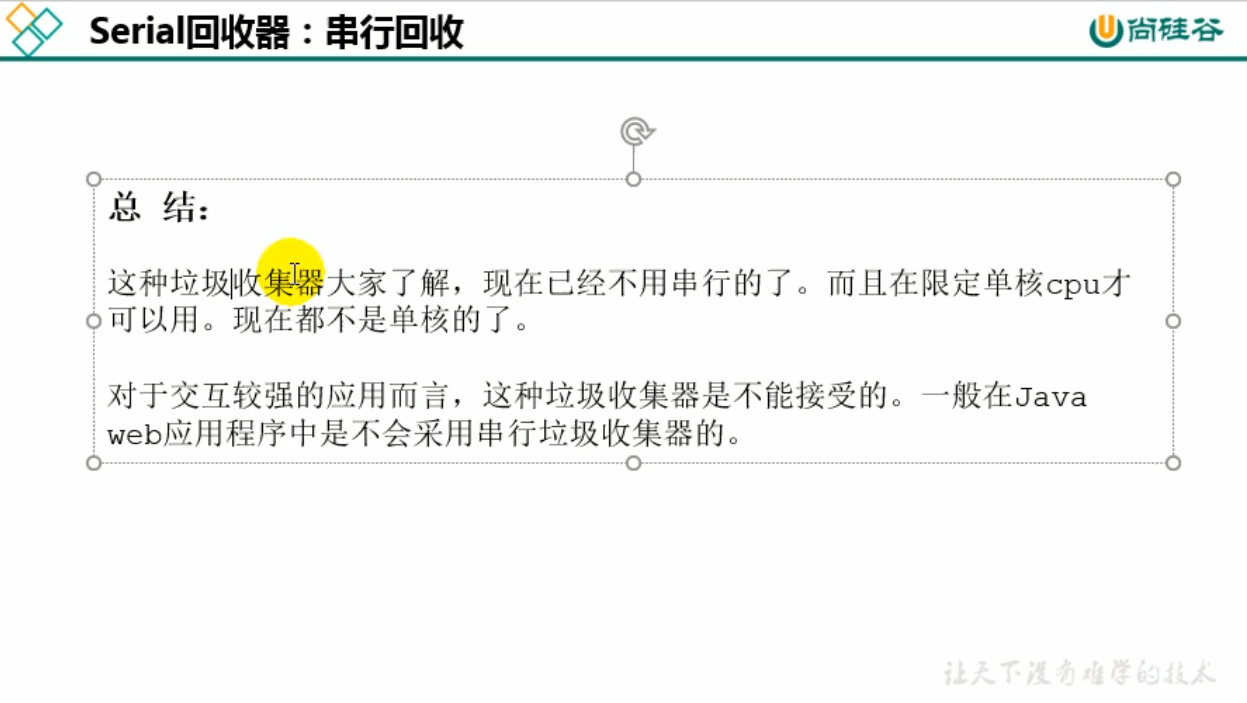 Serial回收器：串行回收
尚硅谷
总 结：
这种垃圾收集器大家了解，现在已经不用串行的了。而且在限定单核cpu才
可以用。现在都不是单核的了。
对于交互较强的应用而言，这种垃圾收集器是不能接受的。一般在Java
web应用程序中是不会采用串行垃圾收集器的。
让天下没有难学的技术